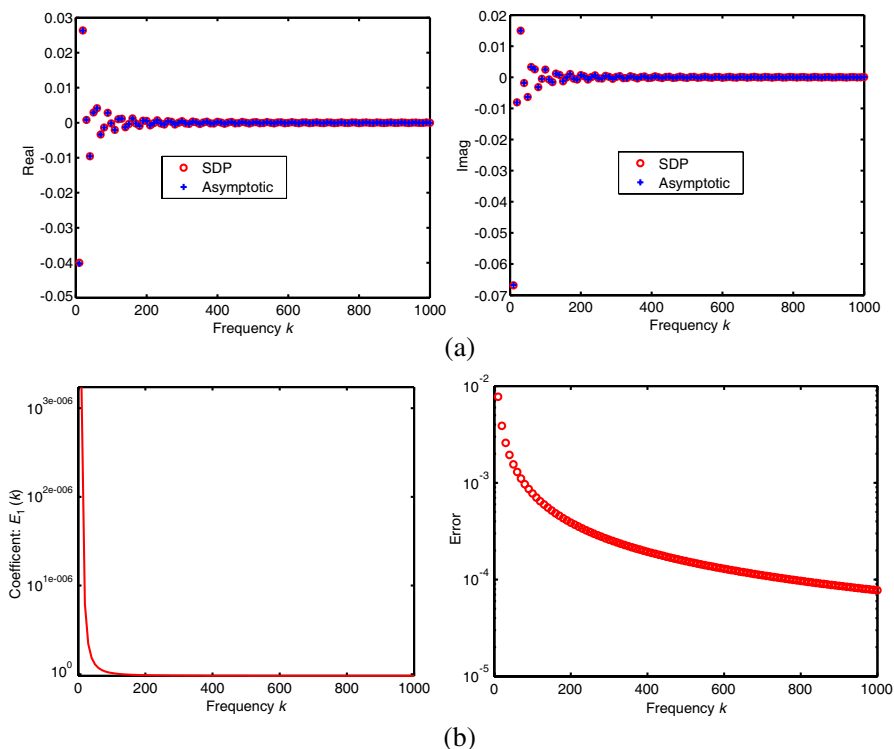 0.03
0.02
0.01
0
-0.01
-0.02
-0.03
-0.04
-0.05
Real
SDP
Asymptotic
0 200 400 600 800 1000
Frequency k
0.02
0.01
0
-0.01
-0.02
-0.03
-0.04
-0.05
-0.06
-0.07
Imag
SDP
Asymptotic
0 200 400 600 800 1000
Frequency k
(a)
10^3e-006
10^2e-006
10^1e-006
10^0
Coefficent: E_1 (k)
0 200 400 600 800 1000
Frequency k
10^-2
10^-3
10^-4
10^-5
Error
0 200 400 600 800 1000
Frequency k
(b)